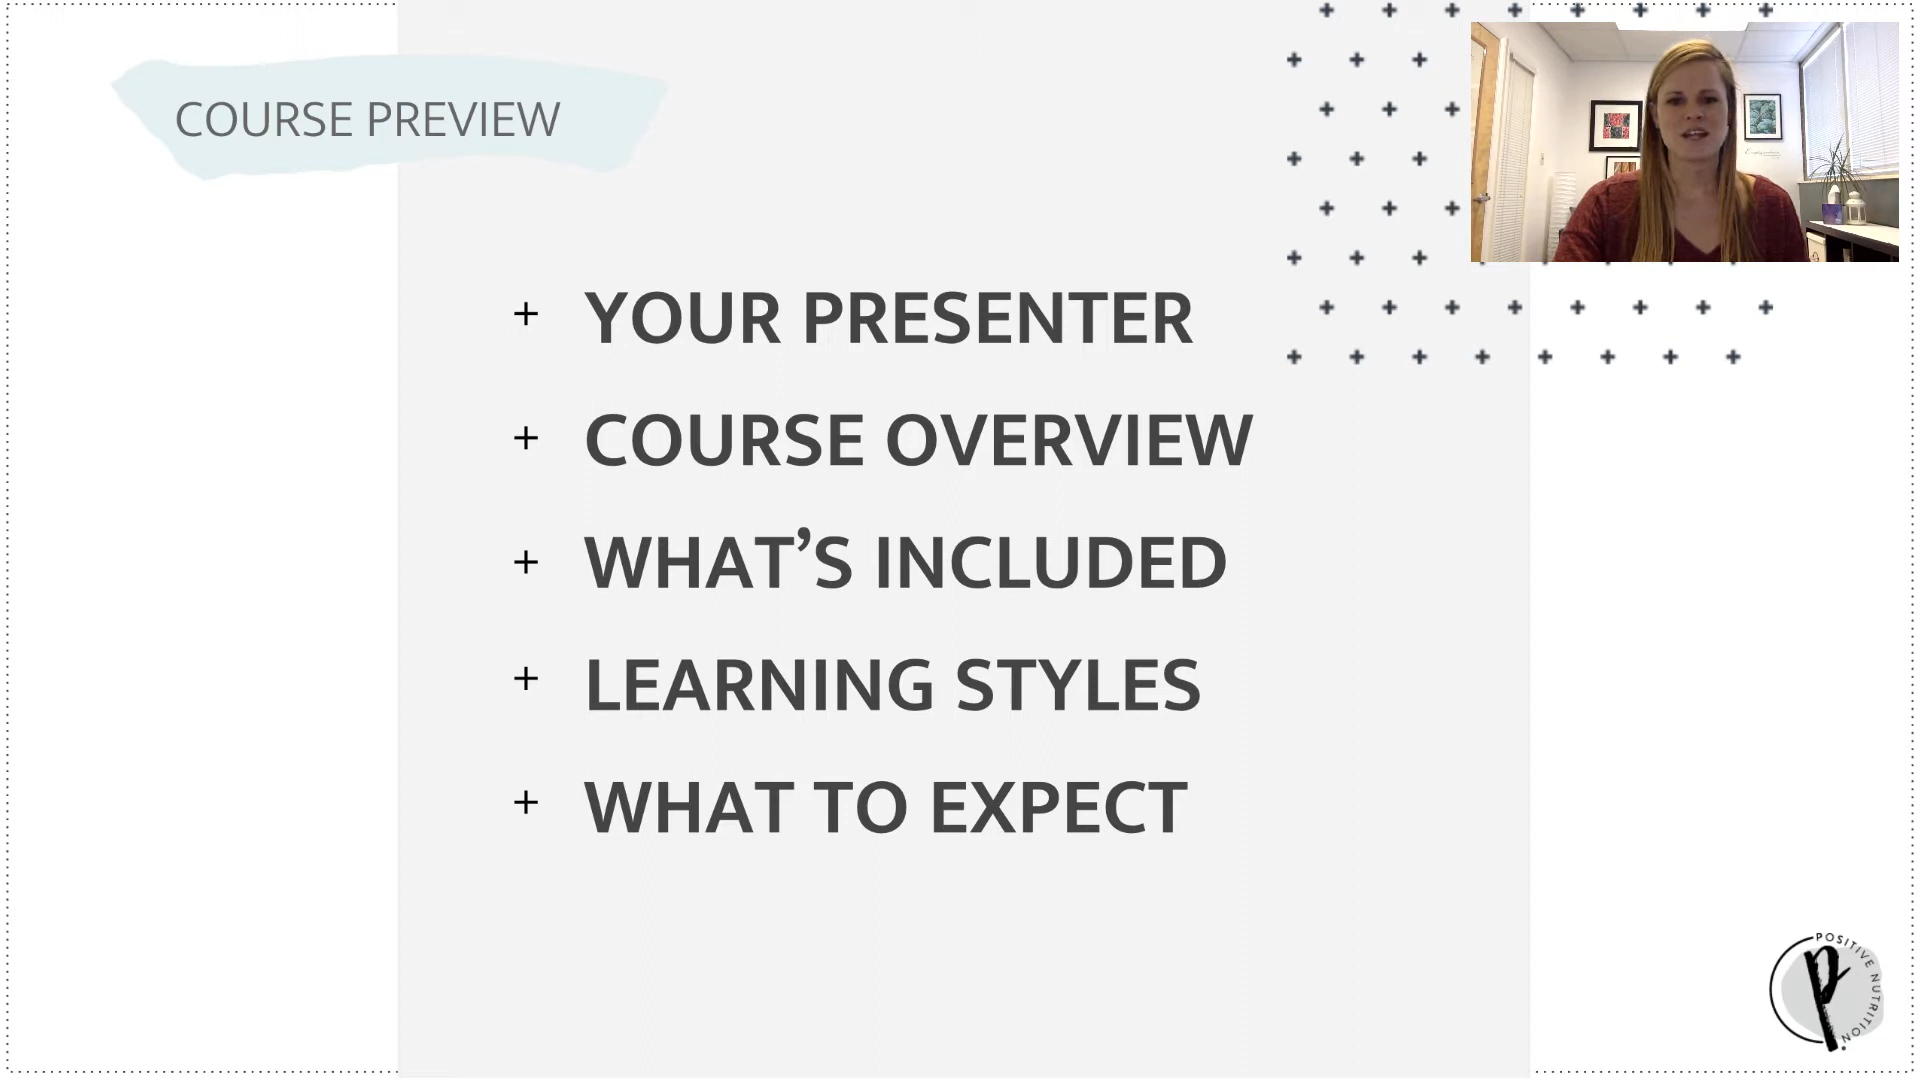 COURSE PREVIEW
+ YOUR PRESENTER
+ COURSE OVERVIEW
+ WHAT’S INCLUDED
+ LEARNING STYLES
+ WHAT TO EXPECT
P.
POSITIVE NUTRITION